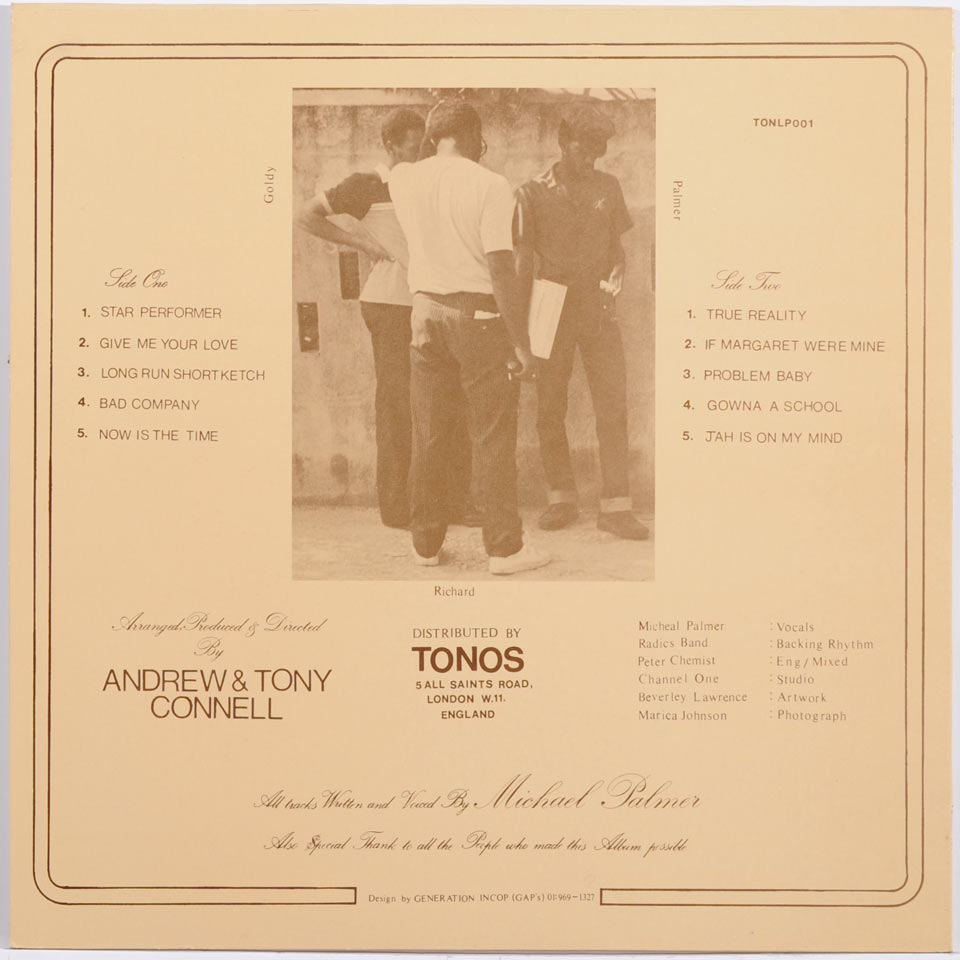 TONLP001
Goldy
Palmer
Side One
1. STAR PERFORMER
2. GIVE ME YOUR LOVE
3. LONG RUN SHORT KETCH
4. BAD COMPANY
5. NOW IS THE TIME
Side Two
1. TRUE REALITY
2. IF MARGARET WERE MINE
3. PROBLEM BABY
4. GOWNA A SCHOOL
5. JAH IS ON MY MIND
Richard
Arranged, Produced & Directed
By
ANDREW & TONY
CONNELL
DISTRIBUTED BY
TONOS
5 ALL SAINTS ROAD,
LONDON W.11.
ENGLAND
Micheal Palmer : Vocals
Radics Band : Backing Rhythm
Peter Chemist : Eng / Mixed
Channel One : Studio
Beverley Lawrence : Artwork
Marica Johnson : Photograph
All tracks Written and Voiced By Michael Palmer
Also Special Thank to all the People who made this Album possible
Design by GENERATION INCOP (GAP's) 01-969-1327